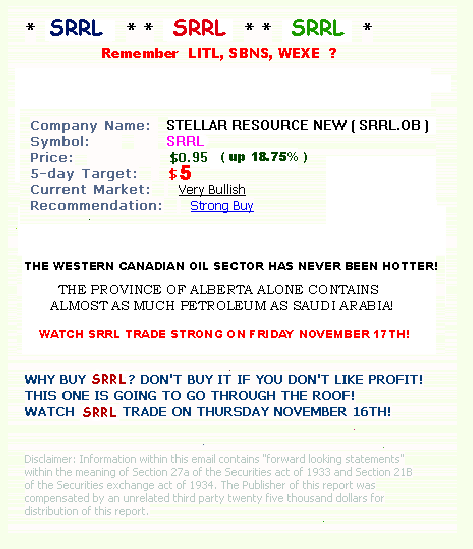 * SRRL * * SRRL * * SRRL *
Remember LITL, SBNS, WEXE ?
Company Name: STELLAR RESOURCE NEW ( SRRL.OB )
Symbol: SRRL
Price: $0.95 ( up 18.75% )
5-day Target: $5
Current Market: Very Bullish
Recommendation: Strong Buy
THE WESTERN CANADIAN OIL SECTOR HAS NEVER BEEN HOTTER!
THE PROVINCE OF ALBERTA ALONE CONTAINS
ALMOST AS MUCH PETROLEUM AS SAUDI ARABIA!
WATCH SRRL TRADE STRONG ON FRIDAY NOVEMBER 17TH!
WHY BUY SRRL? DON'T BUY IT IF YOU DON'T LIKE PROFIT!
THIS ONE IS GOING TO GO THROUGH THE ROOF!
WATCH SRRL TRADE ON THURSDAY NOVEMBER 16TH!
Disclaimer: Information within this email contains "forward looking statements"
within the meaning of Section 27a of the Securities act of 1933 and Section 21B
of the Securities exchange act of 1934. The Publisher of this report was
compensated by an unrelated third party twenty five thousand dollars for
distribution of this report.